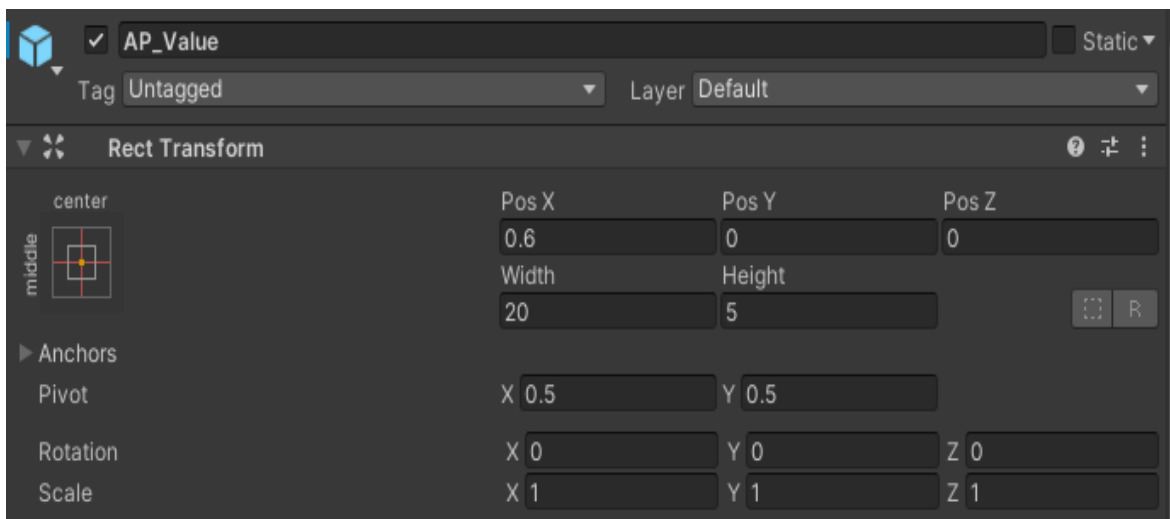 AP_Value Static
Tag Untagged Layer Default
Rect Transform
center Pos X Pos Y Pos Z
middle 0.6 0 0
Width Height
20 5 R
Anchors
Pivot X 0.5 Y 0.5
Rotation X 0 Y 0 Z 0
Scale X 1 Y 1 Z 1